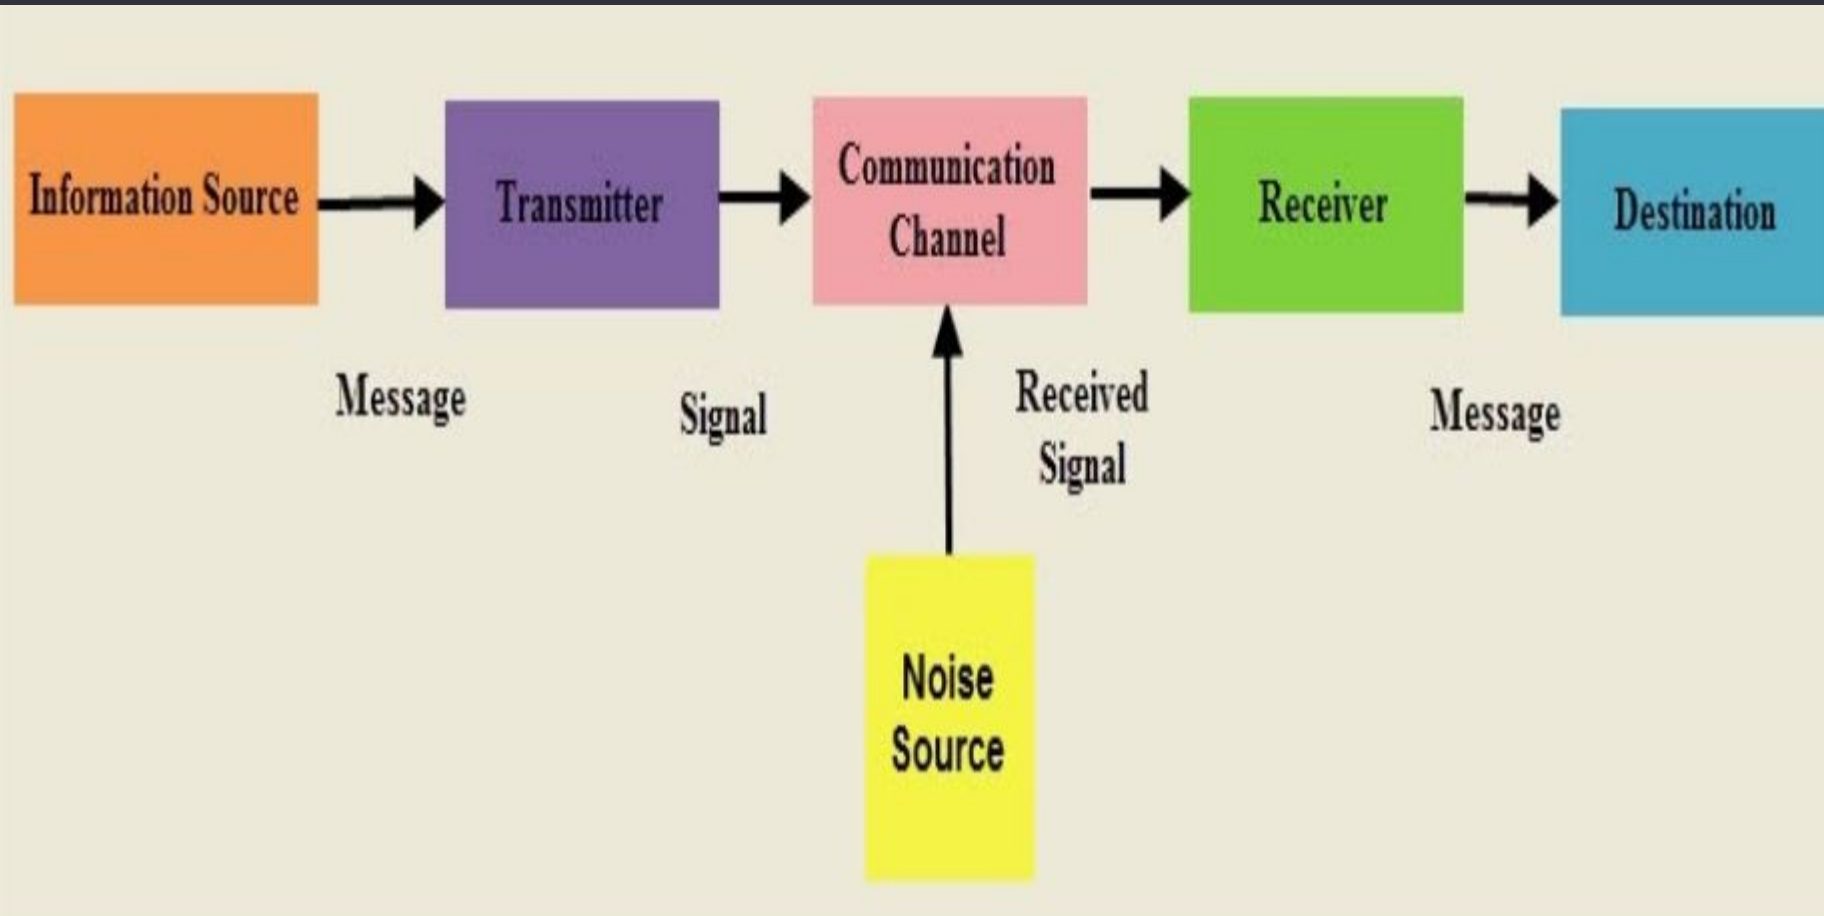 Information Source
Transmitter
Communication
Channel
Receiver
Destination
Message
Signal
Received
Signal
Message
Noise
Source